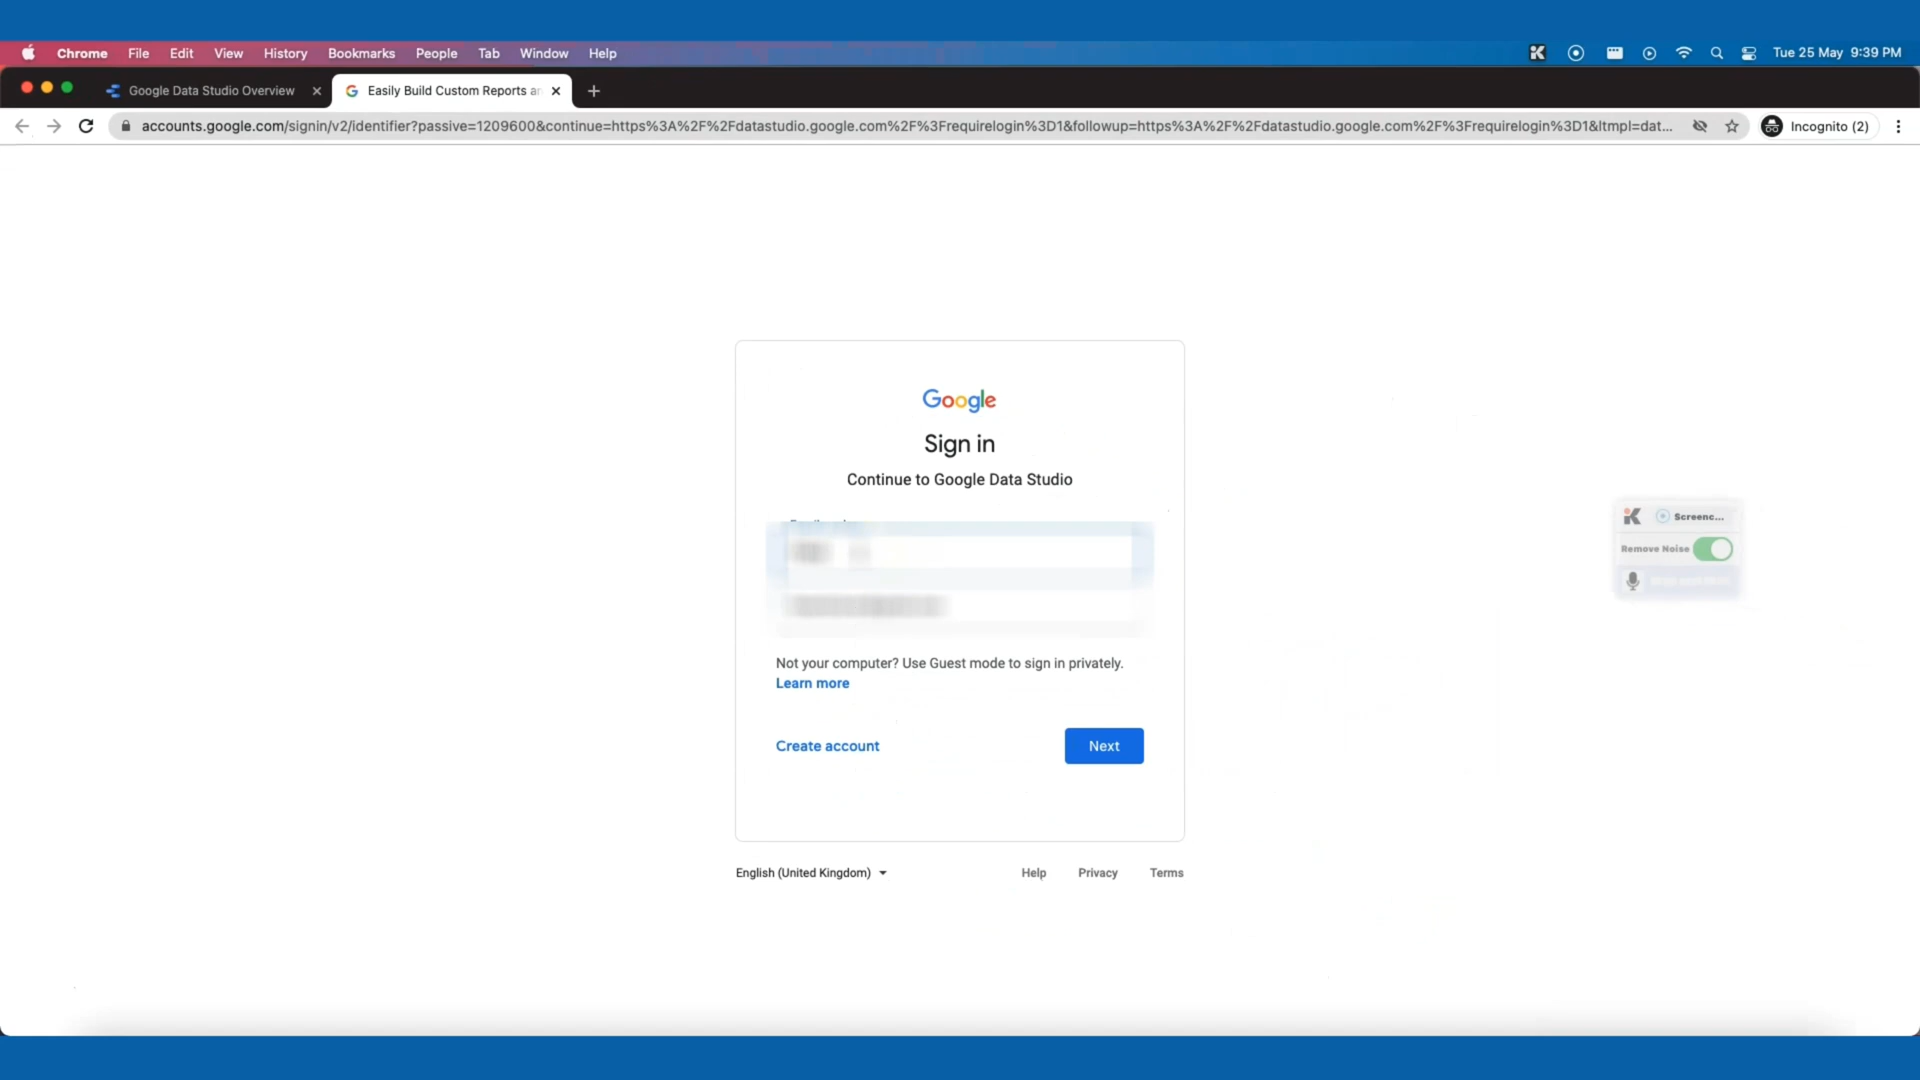 Chrome File Edit View History Bookmarks People Tab Window Help
Tue 25 May 9:39 PM
Google Data Studio Overview
Easily Build Custom Reports
accounts.google.com/signin/v2/identifier?passive=1209600&continue=https%3A%2F%2Fdatastudio.google.com%2F%3Frequirelogin%3D1&followup=https%3A%2F%2Fdatastudio.google.com%2F%3Frequirelogin%3D1&ltmpl=dat...
Incognito (2)
Google
Sign in
Continue to Google Data Studio
Screenc...
Remove Noise
Not your computer? Use Guest mode to sign in privately.
Learn more
Create account
Next
English (United Kingdom)
Help
Privacy
Terms